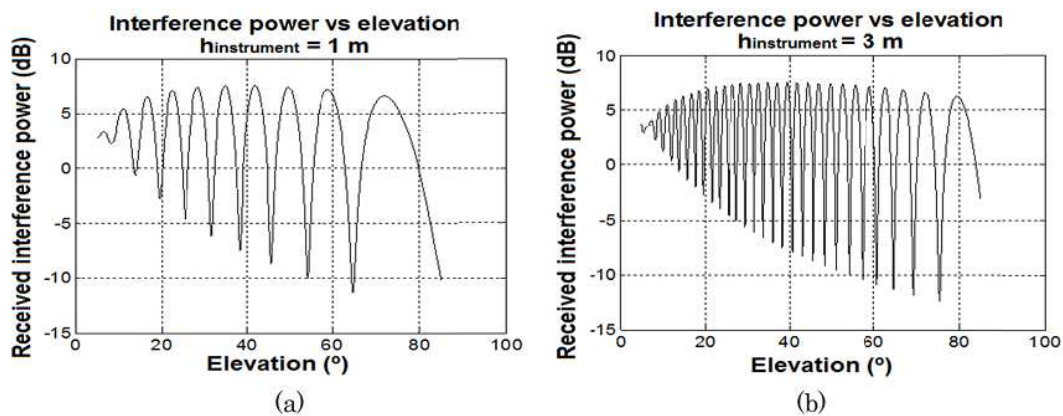 Interference power vs elevation
hinstrument = 1 m
Received interference power (dB)
10
5
0
-5
-10
-15
0
20
40
60
80
100
Elevation (º)
(a)
Interference power vs elevation
hinstrument = 3 m
Received interference power (dB)
10
5
0
-5
-10
-15
0
20
40
60
80
100
Elevation (º)
(b)